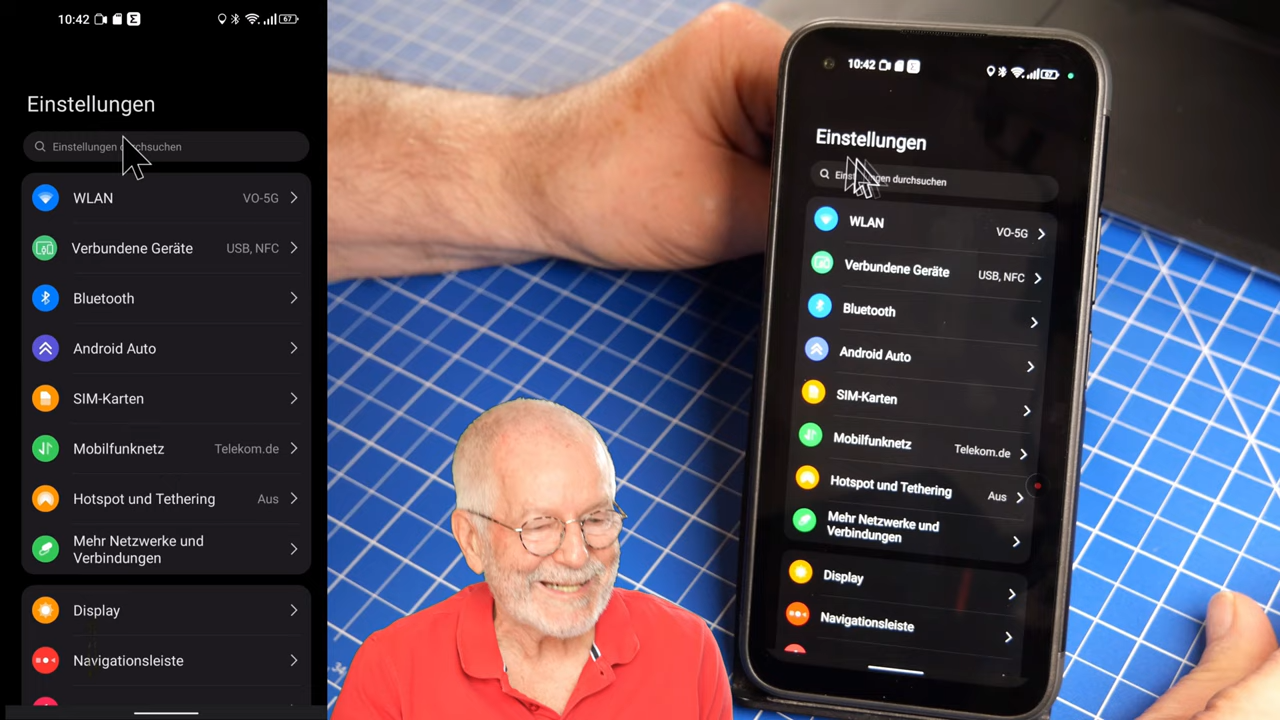 10:42
67
Einstellungen
Einstellungen durchsuchen
WLAN
VO-5G
Verbundene Geräte
USB, NFC
Bluetooth
Android Auto
SIM-Karten
Mobilfunknetz
Telekom.de
Hotspot und Tethering
Aus
Mehr Netzwerke und
Verbindungen
Display
Navigationsleiste
10:42
67
Einstellungen
Einstellungen durchsuchen
WLAN
VO-5G
Verbundene Geräte
USB, NFC
Bluetooth
Android Auto
SIM-Karten
Mobilfunknetz
Telekom.de
Hotspot und Tethering
Aus
Mehr Netzwerke und
Verbindungen
Display
Navigationsleiste